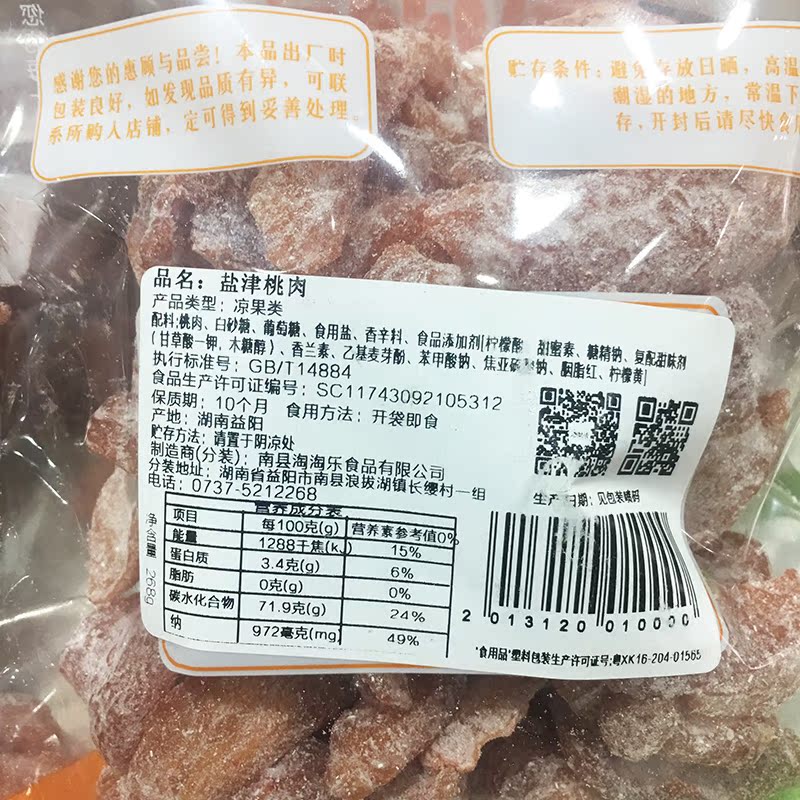 感谢您的惠顾与品尝!本品出厂时
包装良好,如发现品质有异,可联
系所购入店铺,定可得到妥善处理。
贮存条件:避免存放日晒,高温
潮湿的地方,常温下
存,开封后请尽快
品名:盐津桃肉
产品类型:凉果类
配料:桃肉、白砂糖、葡萄糖、食用盐、香辛料、食品添加剂[柠檬酸、甜蜜素、糖精钠、复配甜味剂
(甘草酸一钾,木糖醇)、香兰素、乙基麦芽酚、苯甲酸钠、焦亚硫酸钠、胭脂红、柠檬黄]
执行标准号:GB/T14884
食品生产许可证编号:SC11743092105312
保质期:10个月 食用方法:开袋即食
产地:湖南益阳
贮存方法:请置于阴凉处
制造商(分装):南县淘淘乐食品有限公司
分装地址:湖南省益阳市南县浪拔湖镇长缨村一组
电话:0737-5212268
生产日期:见包装喷码
营养成分表
项目 每100克(g) 营养素参考值0%
能量 1288千焦(kJ) 15%
蛋白质 3.4克(g) 6%
脂肪 0克(g) 0%
碳水化合物 71.9克(g) 24%
钠 972毫克(mg) 49%
净含量 268g
2 013120 010000
"食用品"塑料包装生产许可证号:粤XK16-204-01565